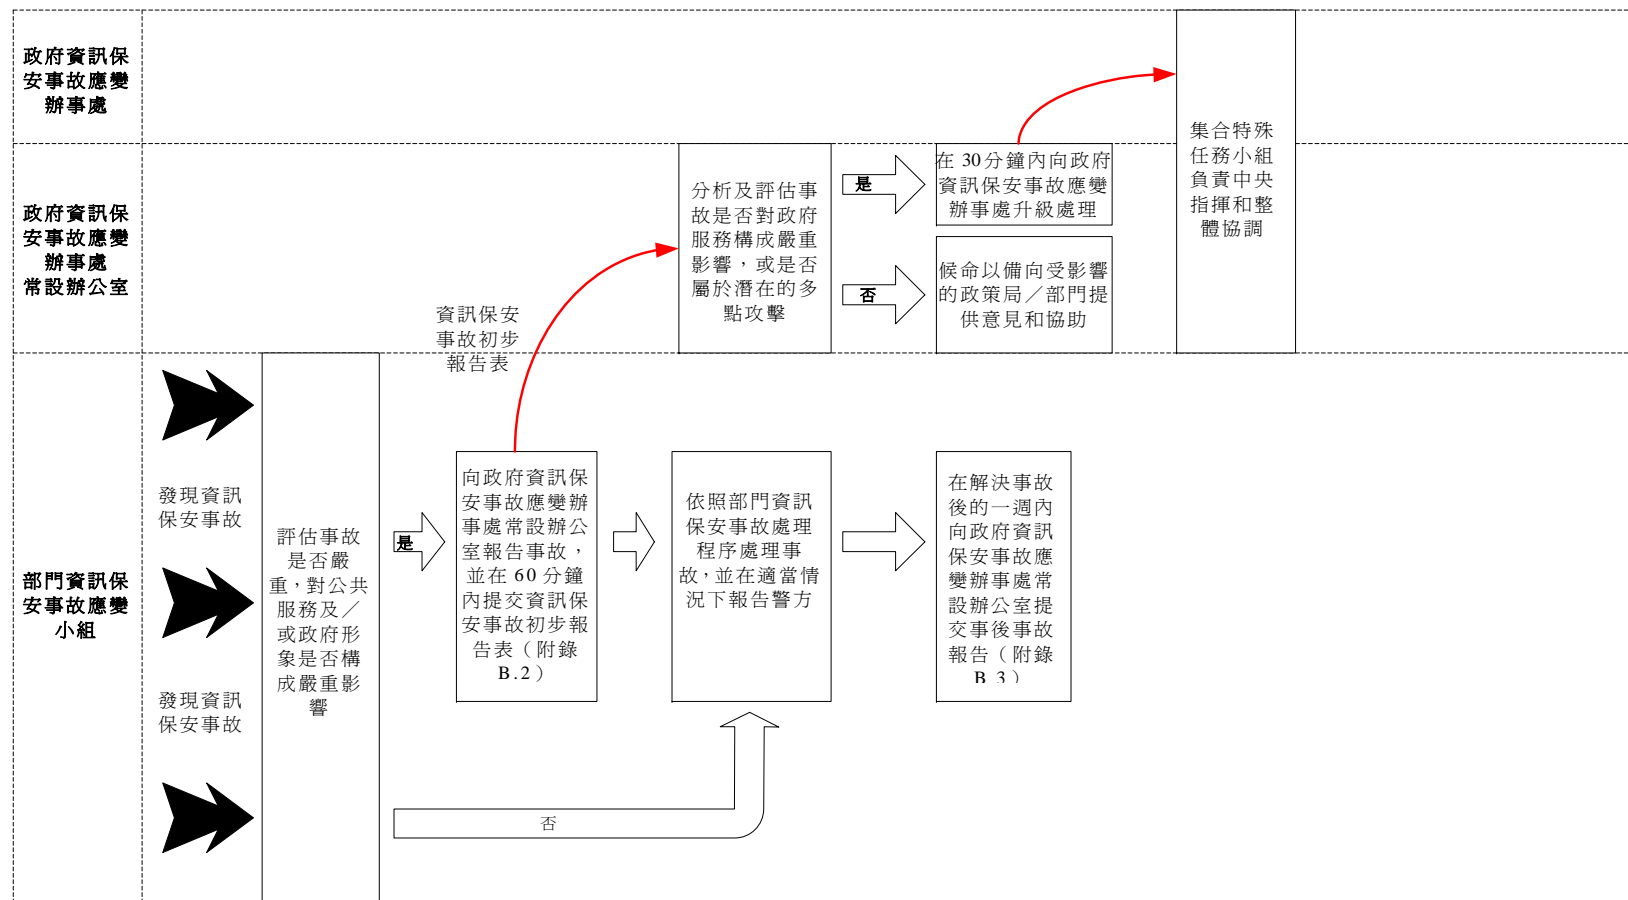 政府資訊保
安事故應變
辦事處
集合特殊
任務小組
負責中央
指揮和整
體協調
政府資訊保
安事故應變
辦事處
常設辦公室
分析及評估事
故是否對政府
服務構成嚴重
影響，或是否
屬於潛在的多
點攻擊
是
在 30分鐘內向政府
資訊保安事故應變
辦事處升級處理
否
候命以備向受影響
的政策局／部門提
供意見和協助
資訊保安
事故初步
報告表
部門資訊保
安事故應變
小組
發現資訊
保安事故
發現資訊
保安事故
評估事故
是否嚴
重，對公共
服務及／
或政府形
象是否構
成嚴重影
響
是
向政府資訊保
安事故應變辦
事處常設辦公
室報告事故，
並在 60 分鐘
內提交資訊保
安事故初步報
告表（附錄
B.2）
依照部門資訊
保安事故處理
程序處理事
故，並在適當情
況下報告警方
在解決事故
後的一週內
向政府資訊
保安事故應
變辦事處常
設辦公室提
交事後事故
報告（附錄
B.3）
否